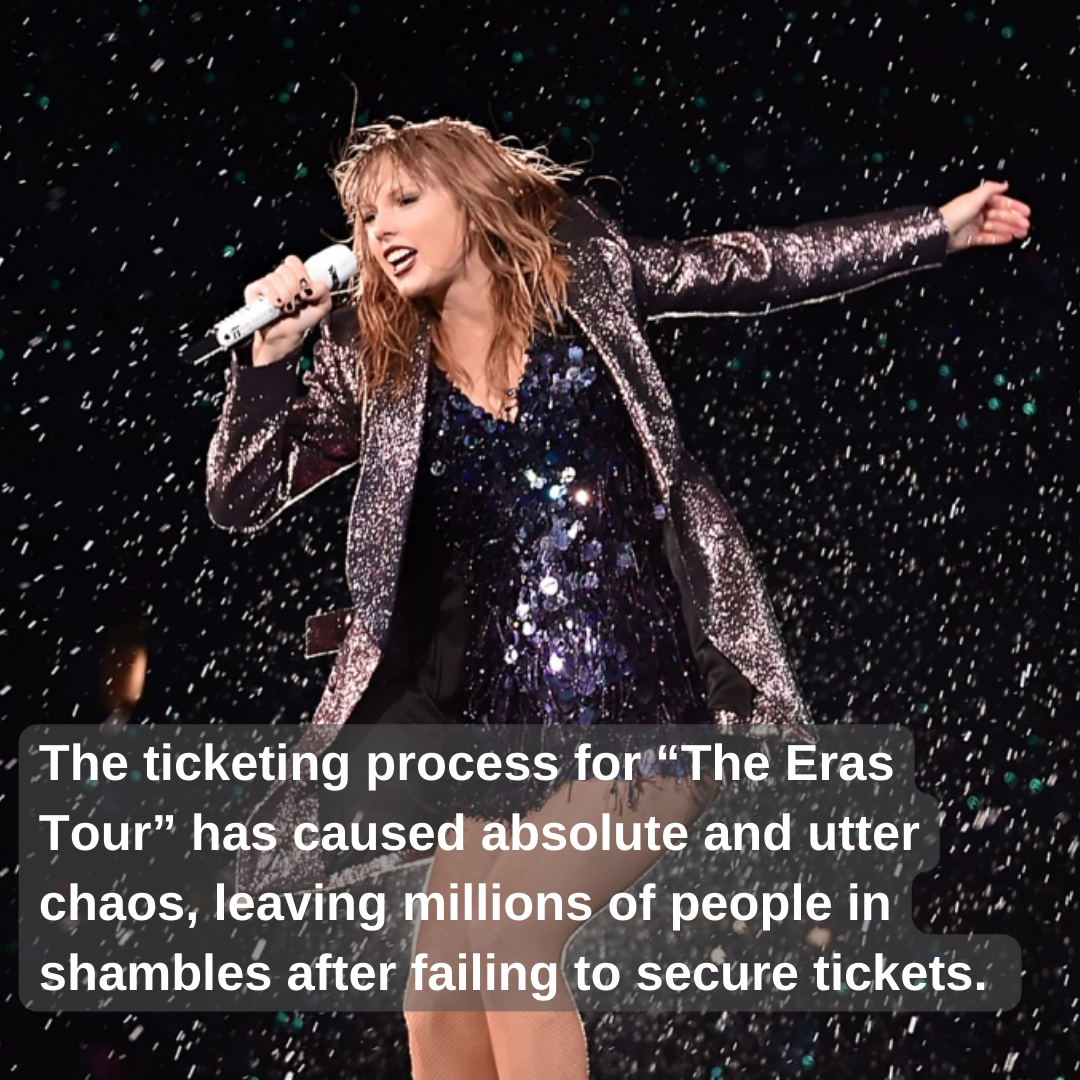 The ticketing process for “The Eras
Tour” has caused absolute and utter
chaos, leaving millions of people in
shambles after failing to secure tickets.